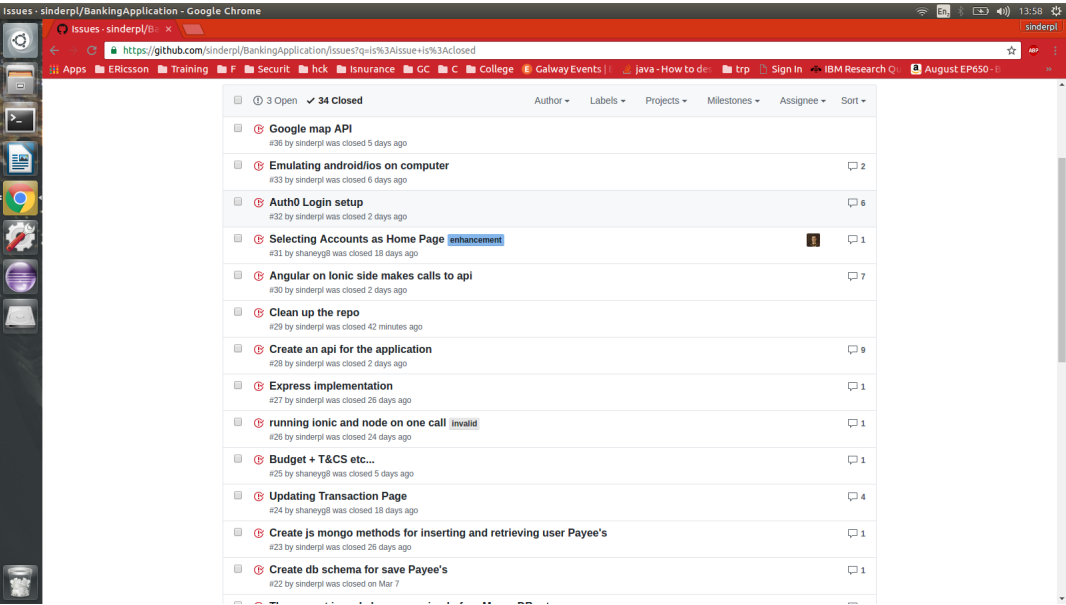 Issues · sinderpl/BankingApplication - Google Chrome
En
13:58
Issues · sinderpl/Ba
sinderpl
https://github.com/sinderpl/BankingApplication/issues?q=is%3Aissue+is%3Aclosed
ABP
Apps ERicsson Training F Securit hck Isnurance GC C College Galway Events | java - How to de trp Sign In IBM Research Qu August EP650 - B »
3 Open 34 Closed Author Labels Projects Milestones Assignee Sort
Google map API
#36 by sinderpl was closed 5 days ago
Emulating android/ios on computer 2
#33 by sinderpl was closed 6 days ago
Auth0 Login setup 6
#32 by sinderpl was closed 2 days ago
Selecting Accounts as Home Page enhancement 1
#31 by shaneyg8 was closed 18 days ago
Angular on Ionic side makes calls to api 7
#30 by sinderpl was closed 2 days ago
Clean up the repo
#29 by sinderpl was closed 42 minutes ago
Create an api for the application 9
#28 by sinderpl was closed 2 days ago
Express implementation 1
#27 by sinderpl was closed 26 days ago
running ionic and node on one call invalid 1
#26 by sinderpl was closed 24 days ago
Budget + T&CS etc... 1
#25 by shaneyg8 was closed 5 days ago
Updating Transaction Page 4
#24 by shaneyg8 was closed 18 days ago
Create js mongo methods for inserting and retrieving user Payee's 1
#23 by sinderpl was closed 26 days ago
Create db schema for save Payee's 1
#22 by sinderpl was closed on Mar 7